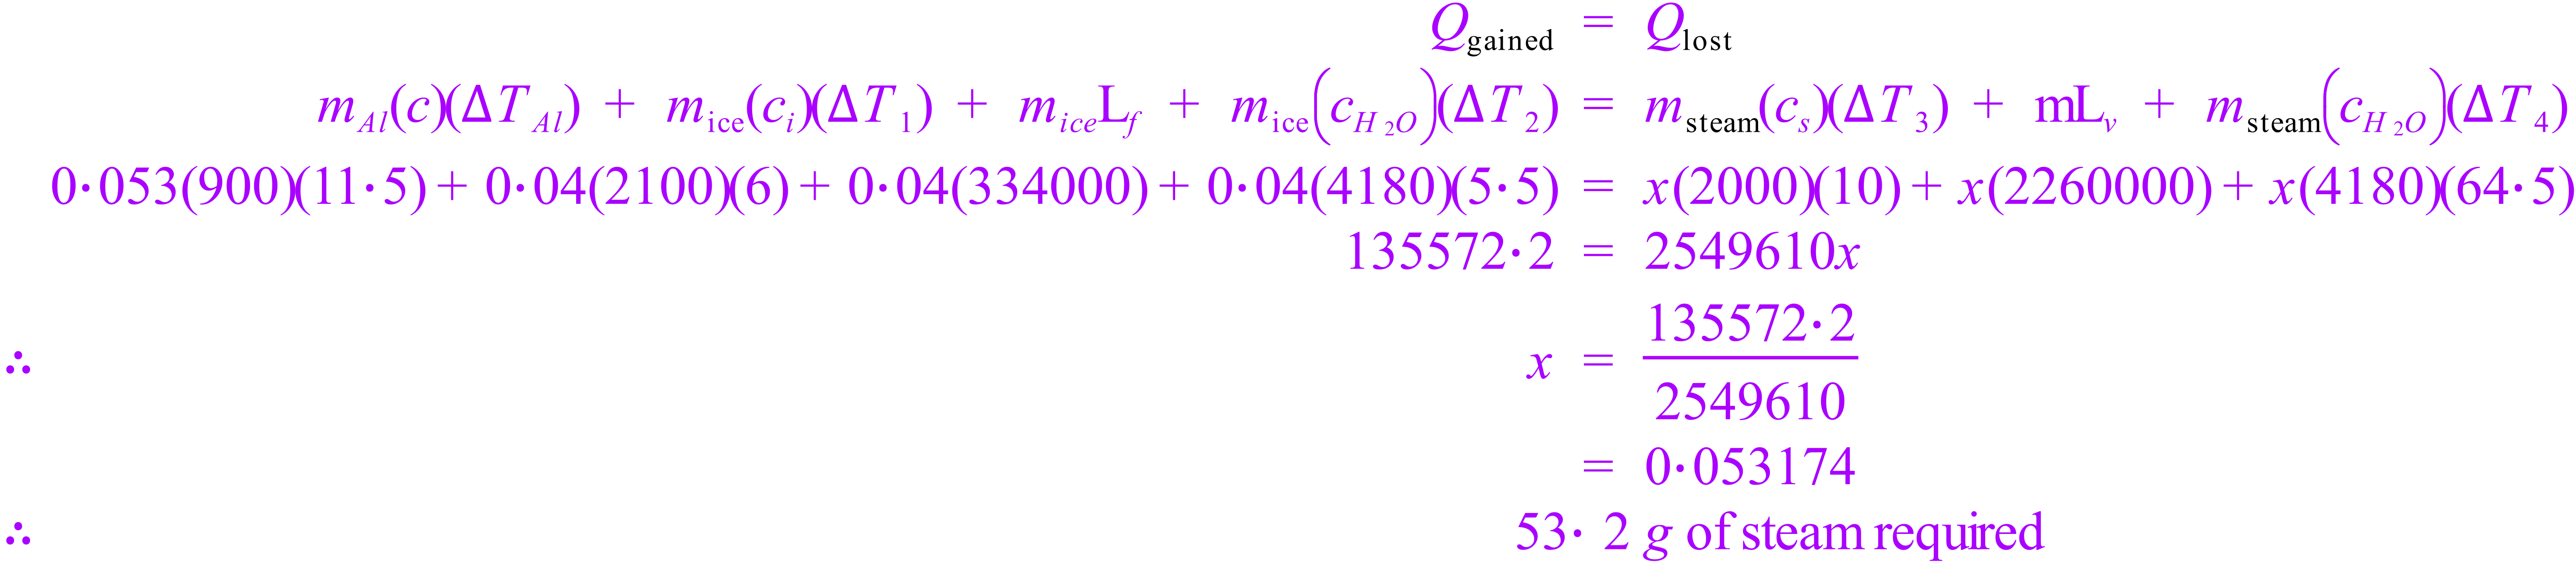 Q_gained = Q_lost
m_Al(c)(ΔT_Al) + m_ice(c_i)(ΔT_1) + m_ice L_f + m_ice(c_H₂O)(ΔT_2) = m_steam(c_s)(ΔT_3) + mL_v + m_steam(c_H₂O)(ΔT_4)
0·053(900)(11·5) + 0·04(2100)(6) + 0·04(334000) + 0·04(4180)(5·5) = x(2000)(10) + x(2260000) + x(4180)(64·5)
135572·2 = 2549610x
∴ x = 135572·2 / 2549610
= 0·053174
∴ 53· 2 g of steam required